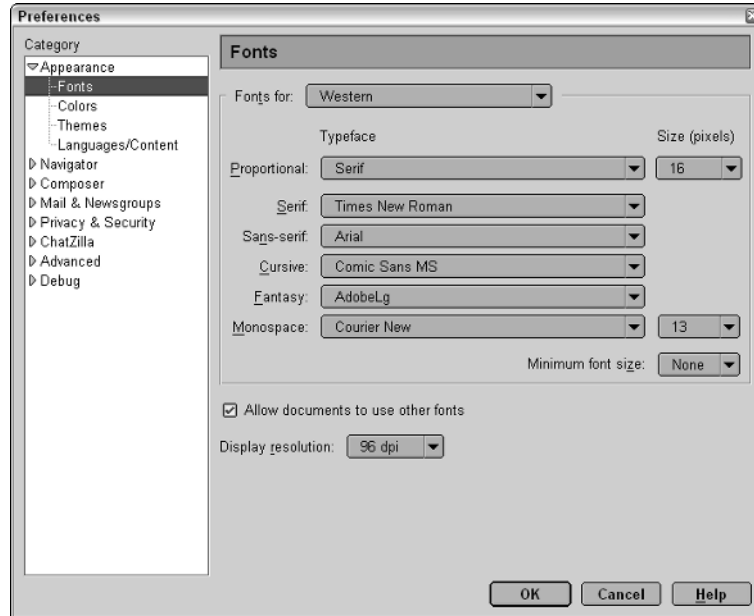 Preferences
Category
Appearance
Fonts
Colors
Themes
Languages/Content
Navigator
Composer
Mail & Newsgroups
Privacy & Security
ChatZilla
Advanced
Debug
Fonts
Fonts for: Western
Typeface Size (pixels)
Proportional: Serif 16
Serif: Times New Roman
Sans-serif: Arial
Cursive: Comic Sans MS
Fantasy: AdobeLg
Monospace: Courier New 13
Minimum font size: None
Allow documents to use other fonts
Display resolution: 96 dpi
OK Cancel Help